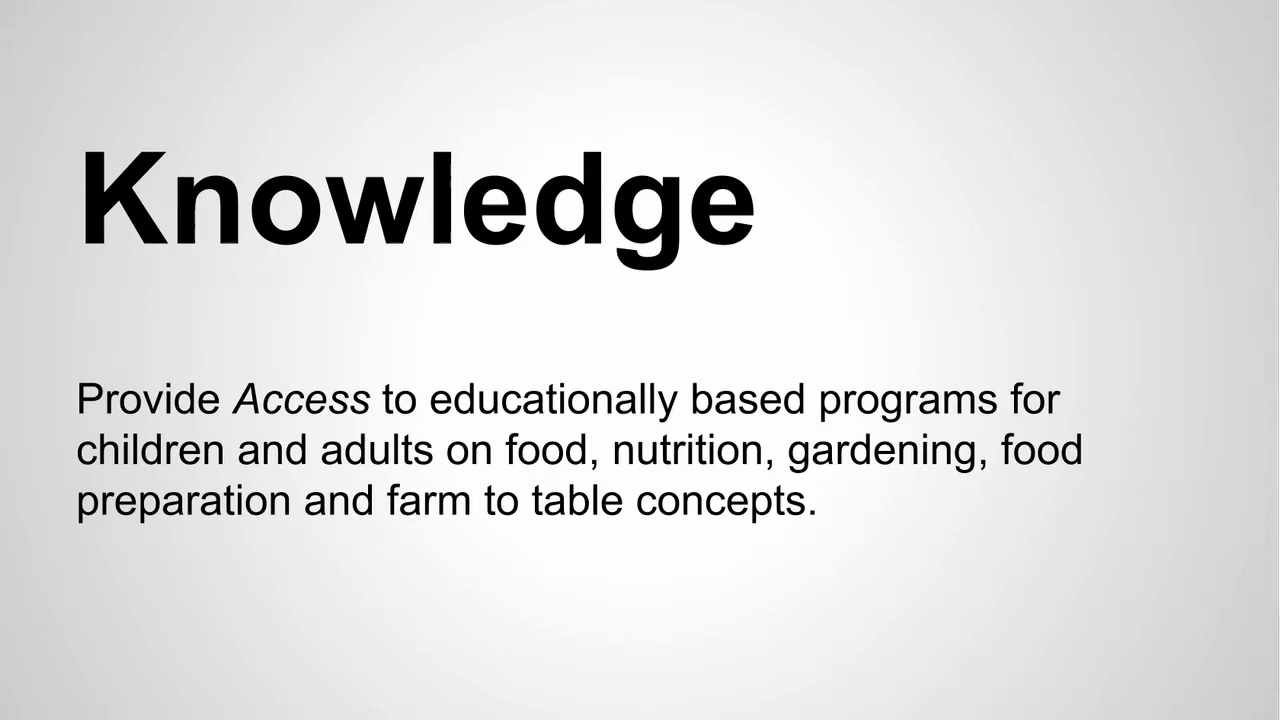 Knowledge
Provide Access to educationally based programs for
children and adults on food, nutrition, gardening, food
preparation and farm to table concepts.